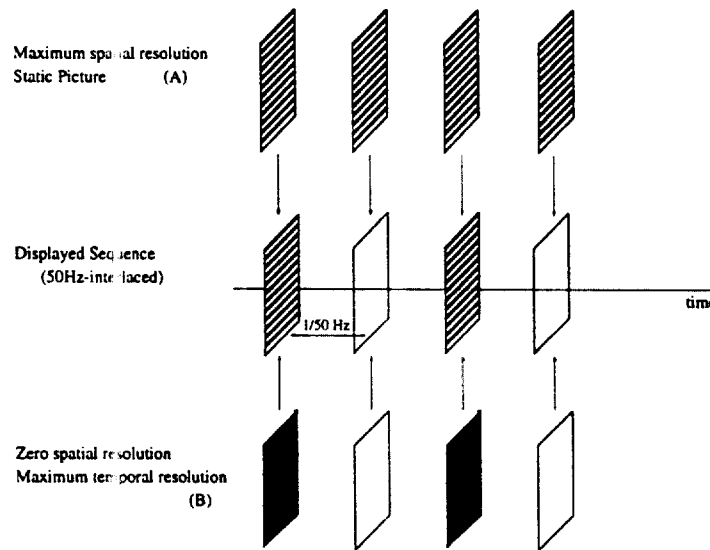 Maximum spatial resolution
Static Picture (A)
Displayed Sequence
(50Hz-interlaced)
time
1/50 Hz
Zero spatial resolution
Maximum temporal resolution
(B)